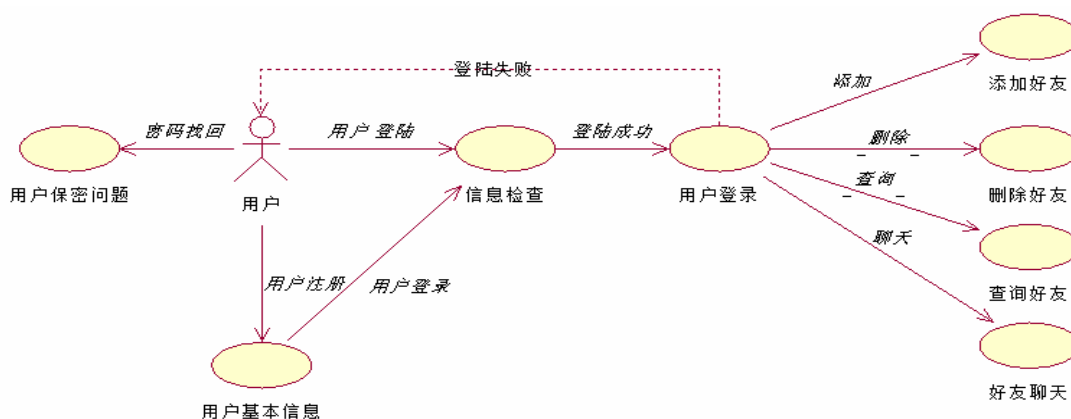 添加好友
登陆失败
添加
密码找回
用户登陆
登陆成功
删除
用户保密问题
用户
信息检查
用户登录
删除好友
查询
聊天
用户注册
用户登录
查询好友
用户基本信息
好友聊天